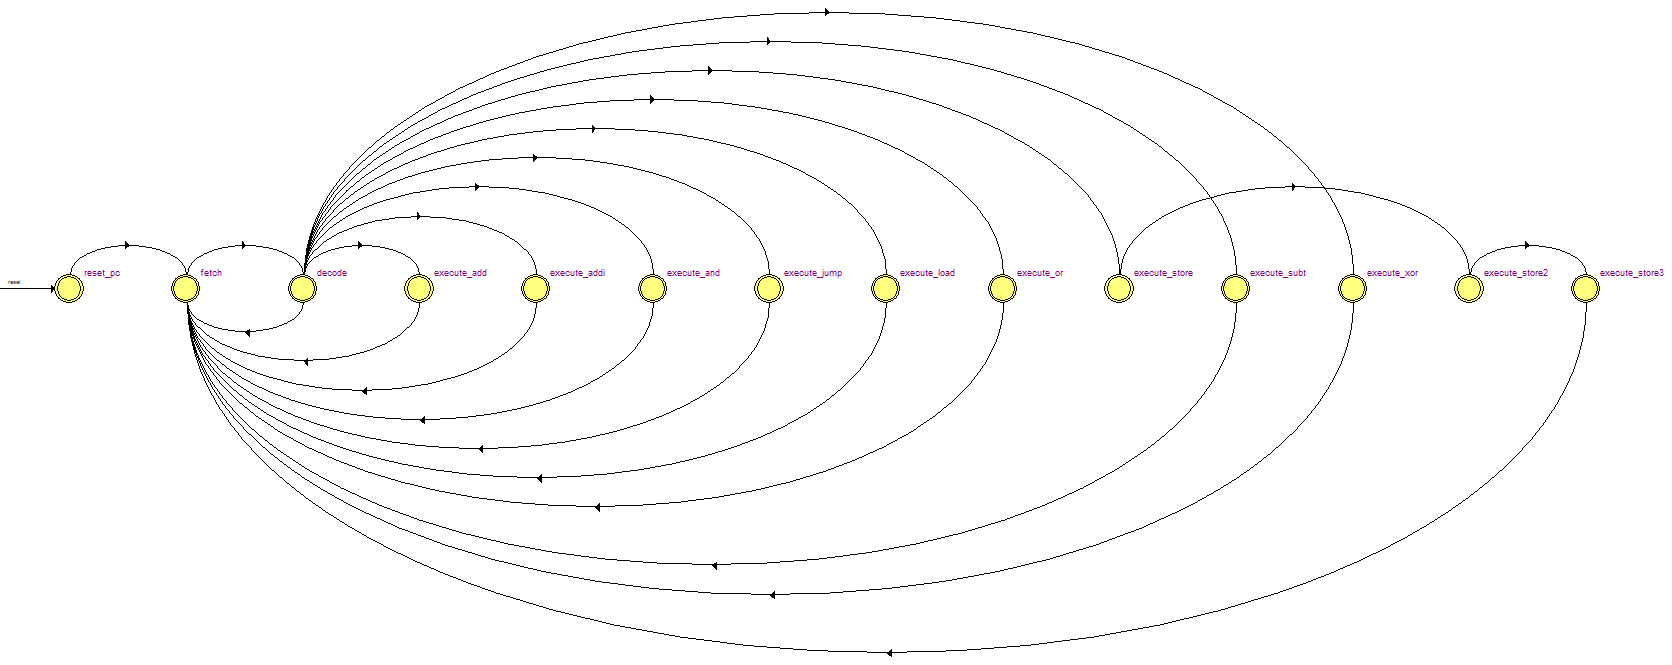 reset
reset_pc
fetch
decode
execute_add
execute_addi
execute_and
execute_jump
execute_load
execute_or
execute_store
execute_subt
execute_xor
execute_store2
execute_store3